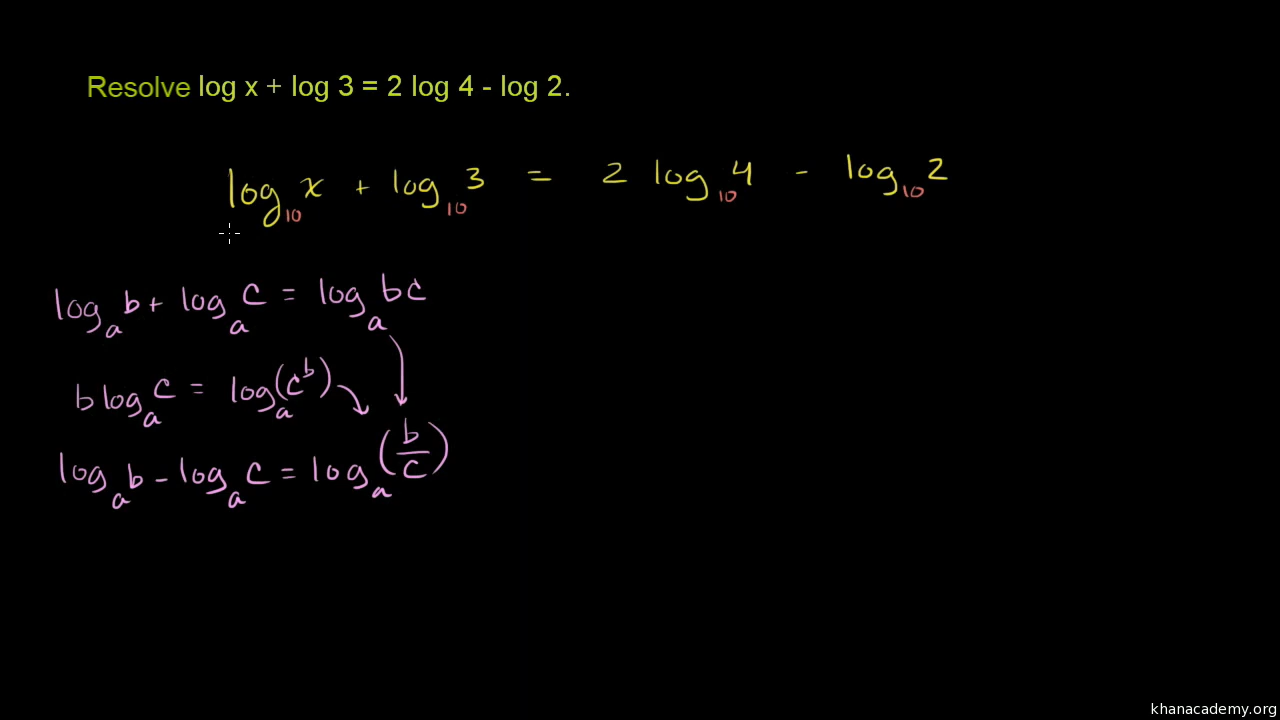 Resolve log x + log 3 = 2 log 4 - log 2.
log₁₀ x + log₁₀ 3 = 2 log₁₀ 4 - log₁₀ 2
logₐ b + logₐ c = logₐ bc
b logₐ c = logₐ(c^b)
logₐ b - logₐ c = logₐ(b/c)
khanacademy.org